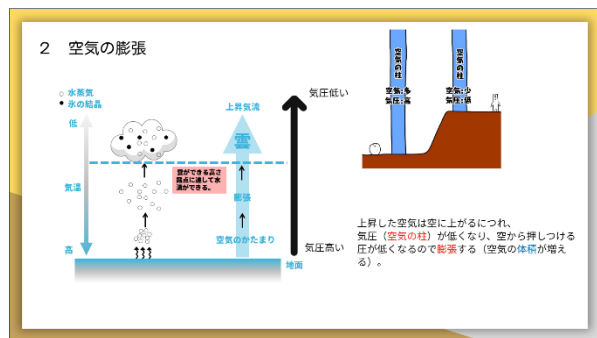 2 空気の膨張
○ 水蒸気
● 氷の結晶
低
気温
高
雲ができる高さ
露点に達して水
滴ができる。
上昇気流
雲
膨張
空気のかたまり
地面
気圧低い
気圧高い
空気の柱
空気:多
気圧:高
空気の柱
空気:少
気圧:低
上昇した空気は空に上がるにつれ、
気圧(空気の柱)が低くなり、空から押しつける
圧が低くなるので膨張する(空気の体積が増え
る)。